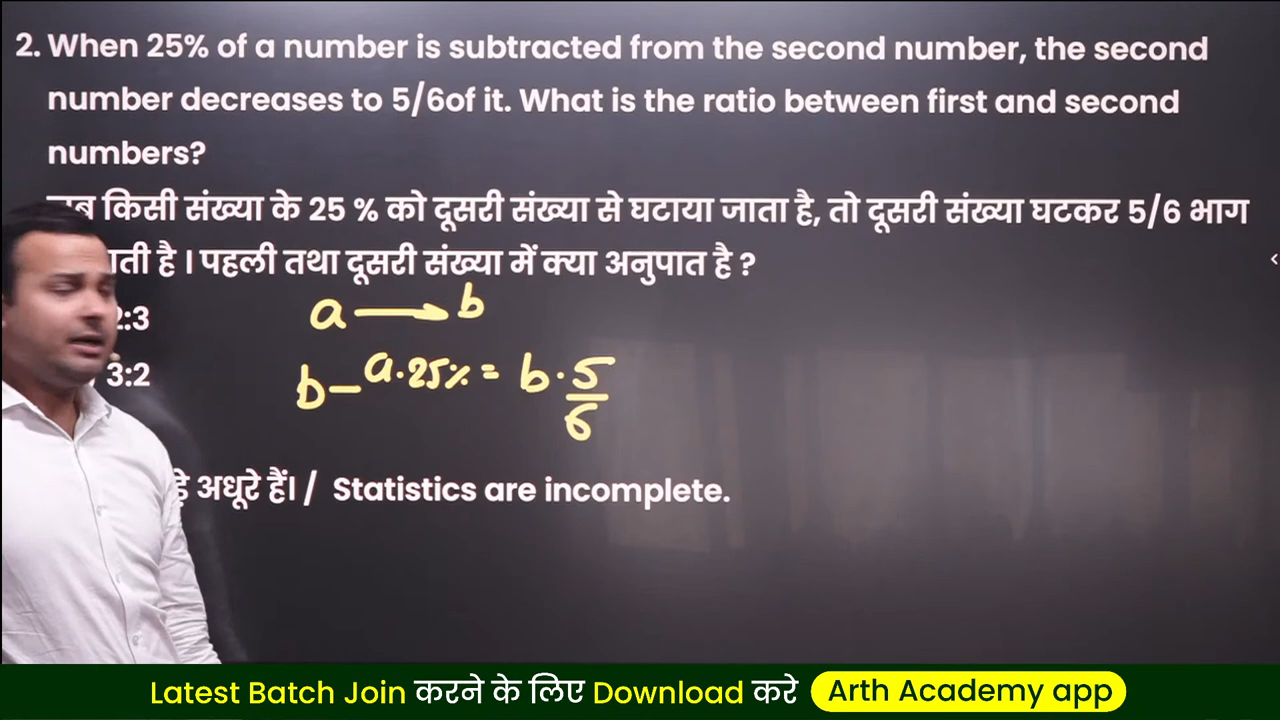 2. When 25% of a number is subtracted from the second number, the second
number decreases to 5/6of it. What is the ratio between first and second
numbers?
किसी संख्या के 25 % को दूसरी संख्या से घटाया जाता है, तो दूसरी संख्या घटकर 5/6 भाग
है । पहली तथा दूसरी संख्या में क्या अनुपात है ?
2:3
a → b
3:2
b - a.25% = b . 5/6
अधूरे हैं। / Statistics are incomplete.
Latest Batch Join करने के लिए Download करे Arth Academy app